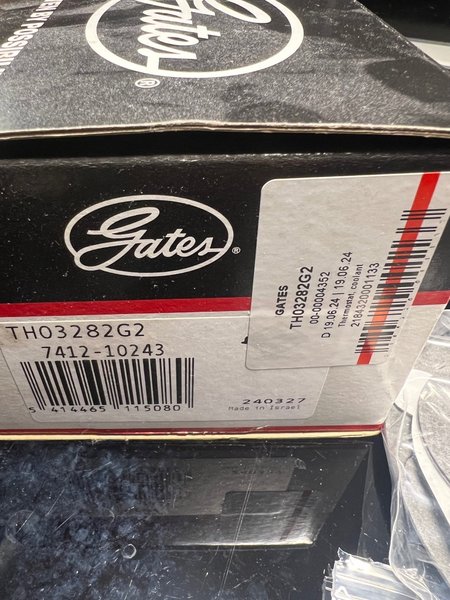 Gates
®
Gates®
TH03282G2
7412-10243
5 414465 115080
240327
Made in Israel
GATES
TH03282G2
00-00004352
D 19.06.24 | 19.06.24
Thermostat, coolant
2184320001133